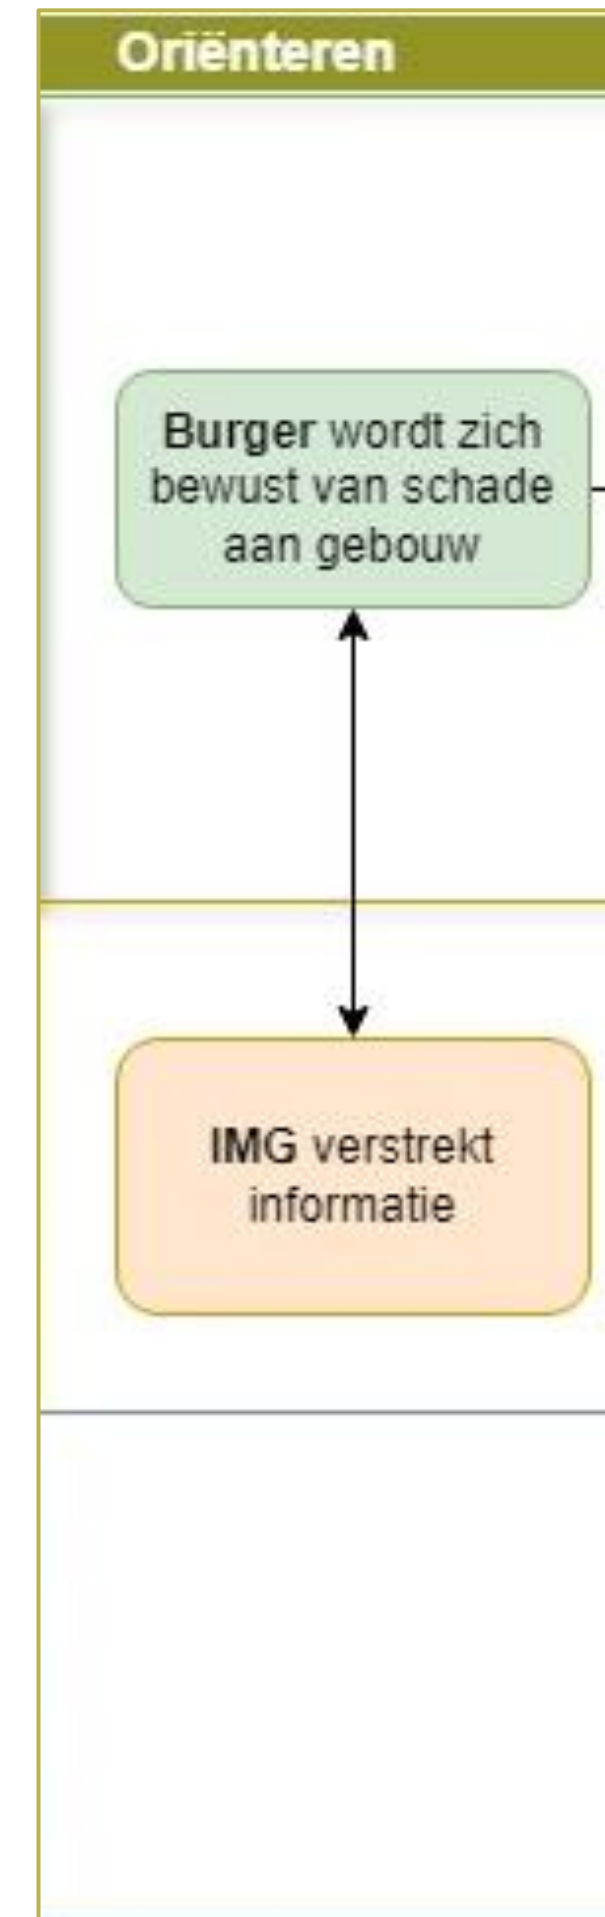 Oriënteren
Burger wordt zich
bewust van schade
aan gebouw
IMG verstrekt
informatie